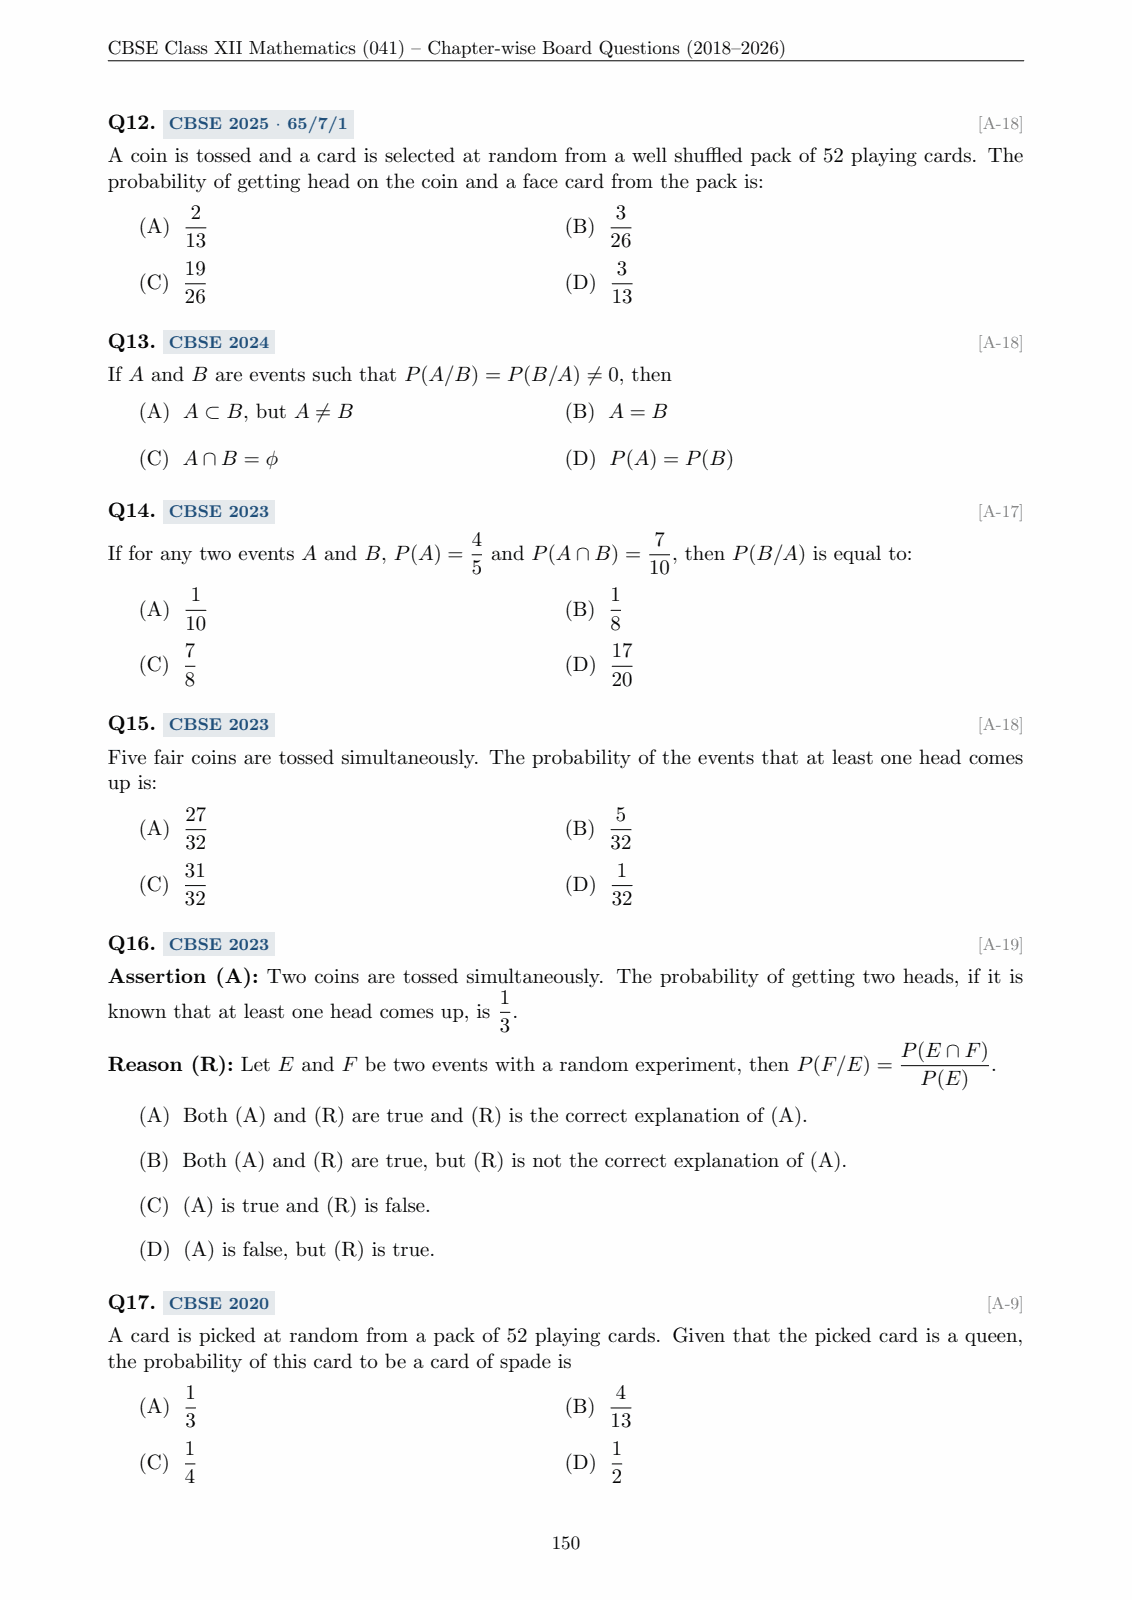 CBSE Class XII Mathematics (041) – Chapter-wise Board Questions (2018–2026)
Q12. CBSE 2025 · 65/7/1 [A-18]
A coin is tossed and a card is selected at random from a well shuffled pack of 52 playing cards. The
probability of getting head on the coin and a face card from the pack is:
(A) 2/13 (B) 3/26
(C) 19/26 (D) 3/13
Q13. CBSE 2024 [A-18]
If A and B are events such that P(A/B) = P(B/A) ≠ 0, then
(A) A ⊂ B, but A ≠ B (B) A = B
(C) A ∩ B = ϕ (D) P(A) = P(B)
Q14. CBSE 2023 [A-17]
If for any two events A and B, P(A) = 4/5 and P(A ∩ B) = 7/10, then P(B/A) is equal to:
(A) 1/10 (B) 1/8
(C) 7/8 (D) 17/20
Q15. CBSE 2023 [A-18]
Five fair coins are tossed simultaneously. The probability of the events that at least one head comes
up is:
(A) 27/32 (B) 5/32
(C) 31/32 (D) 1/32
Q16. CBSE 2023 [A-19]
Assertion (A): Two coins are tossed simultaneously. The probability of getting two heads, if it is
known that at least one head comes up, is 1/3.
Reason (R): Let E and F be two events with a random experiment, then P(F/E) = P(E ∩ F)/P(E).
(A) Both (A) and (R) are true and (R) is the correct explanation of (A).
(B) Both (A) and (R) are true, but (R) is not the correct explanation of (A).
(C) (A) is true and (R) is false.
(D) (A) is false, but (R) is true.
Q17. CBSE 2020 [A-9]
A card is picked at random from a pack of 52 playing cards. Given that the picked card is a queen,
the probability of this card to be a card of spade is
(A) 1/3 (B) 4/13
(C) 1/4 (D) 1/2
150